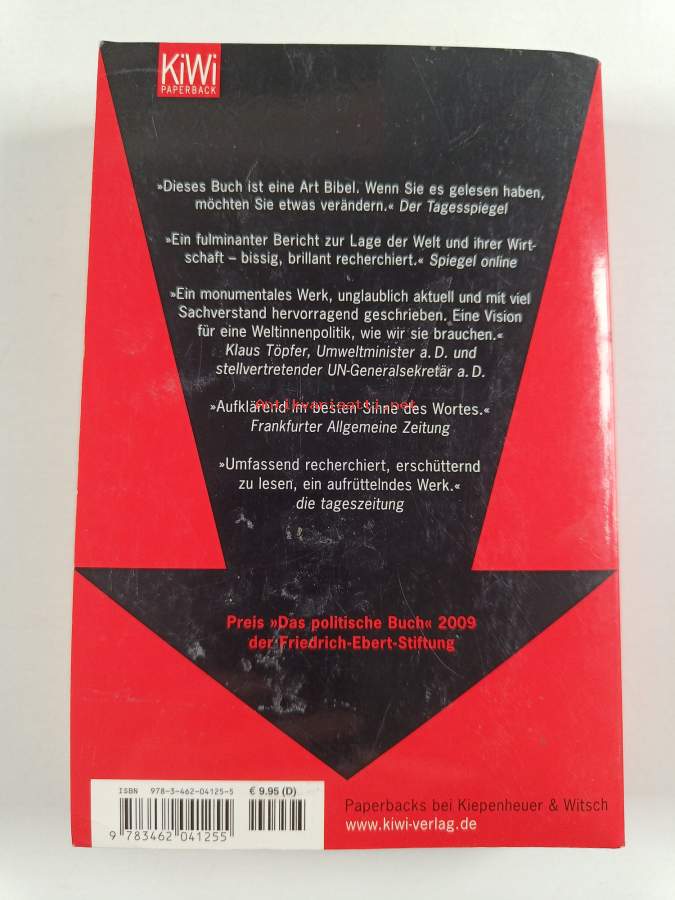 KiWi
PAPERBACK
»Dieses Buch ist eine Art Bibel. Wenn Sie es gelesen haben,
möchten Sie etwas verändern.« Der Tagesspiegel
»Ein fulminanter Bericht zur Lage der Welt und ihrer Wirt-
schaft – bissig, brillant recherchiert.« Spiegel online
»Ein monumentales Werk, unglaublich aktuell und mit viel
Sachverstand hervorragend geschrieben. Eine Vision
für eine Weltinnenpolitik, wie wir sie brauchen.«
Klaus Töpfer, Umweltminister a. D. und
stellvertretender UN-Generalsekretär a. D.
»Aufklärend im besten Sinne des Wortes.«
Antikvariaatti.net
Frankfurter Allgemeine Zeitung
»Umfassend recherchiert, erschütternd
zu lesen, ein aufrüttelndes Werk.«
die tageszeitung
Preis »Das politische Buch« 2009
der Friedrich-Ebert-Stiftung
ISBN 978-3-462-04125-5 € 9.95 (D)
9 783462 041255
Paperbacks bei Kiepenheuer & Witsch
www.kiwi-verlag.de